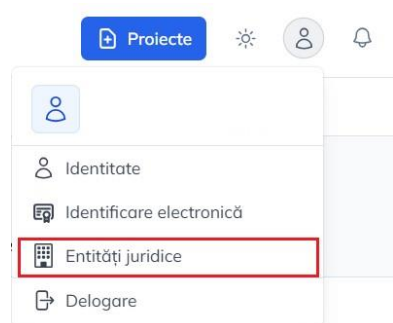 Proiecte
Identitate
Identificare electronică
Entități juridice
Delogare